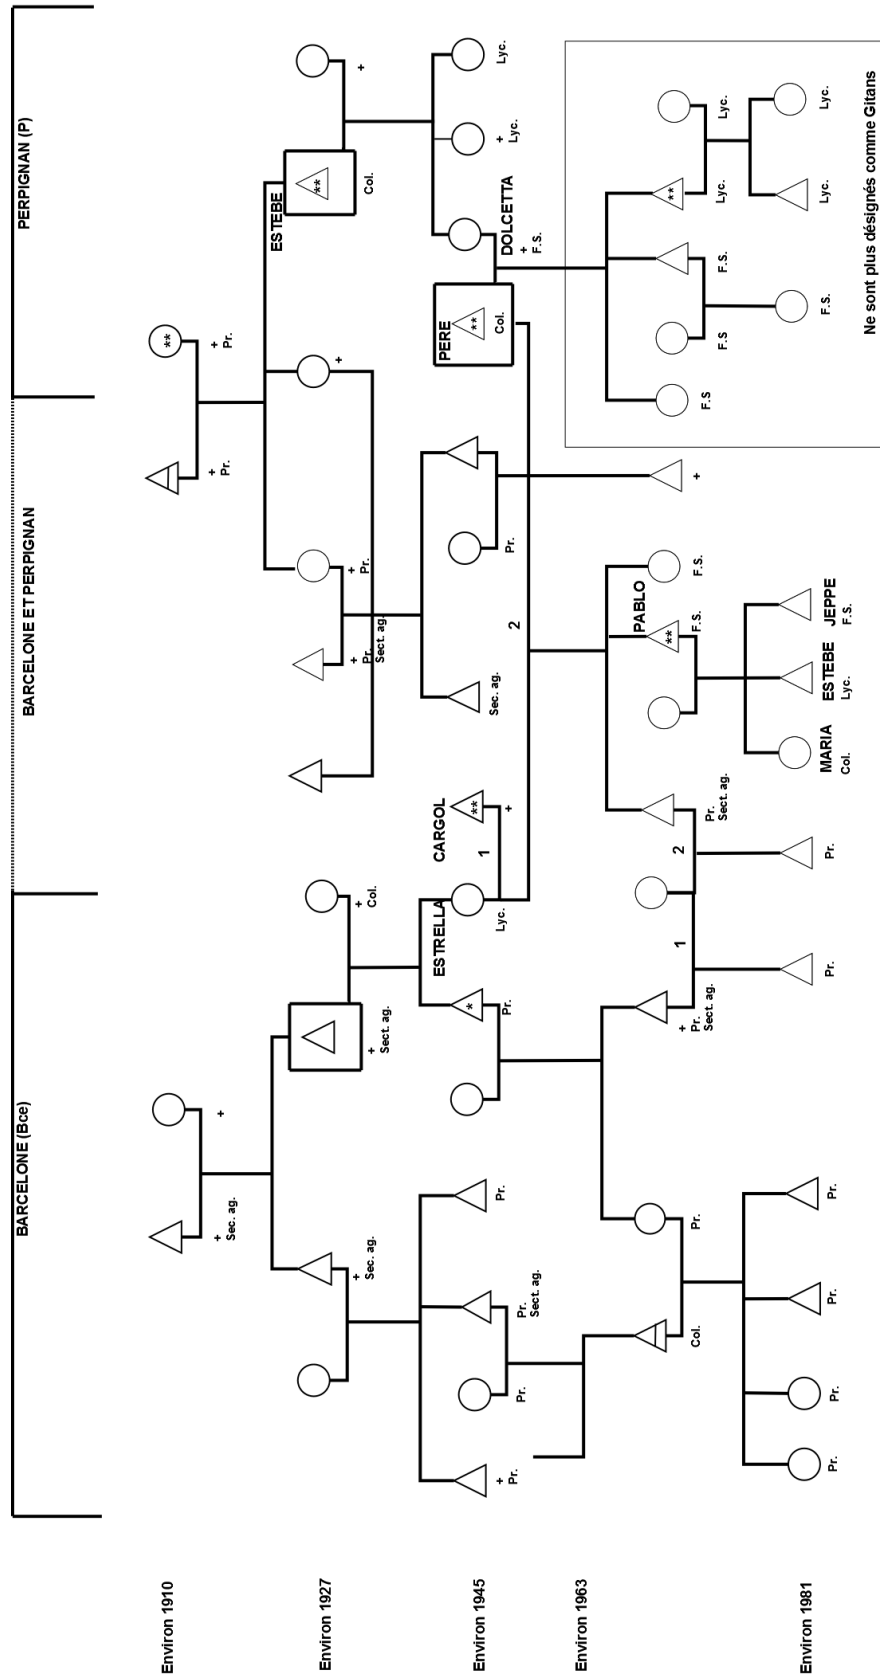 BARCELONE (Bce)
BARCELONE ET PERPIGNAN
PERPIGNAN (P)
Environ 1910
+
Sec. ag.
+
+
Pr.
**
+
Pr.
Environ 1927
+
Sec. ag.
+
Sect. ag.
+
Col.
+
Pr.
Sect. ag.
+
Pr.
+
ESTEBE
**
Col.
+
Environ 1945
+
Pr.
Pr.
Pr.
Sect. ag.
Pr.
*
Pr.
ESTRELLA
Lyc.
1
CARGOL
**
+
Sec. ag.
2
Pr.
PERE
**
Col.
DOLCETTA
+
F.S.
+
Lyc.
Lyc.
Environ 1963
Col.
Pr.
+
Pr.
Sect. ag.
1
2
Pr.
Sect. ag.
PABLO
**
F.S.
F.S.
+
F.S
F.S
F.S.
**
Lyc.
Lyc.
Environ 1981
Pr.
Pr.
Pr.
Pr.
Pr.
Pr.
MARIA
Col.
ESTEBE
Lyc.
JEPPE
F.S.
F.S.
Lyc.
Lyc.
Ne sont plus désignés comme Gitans